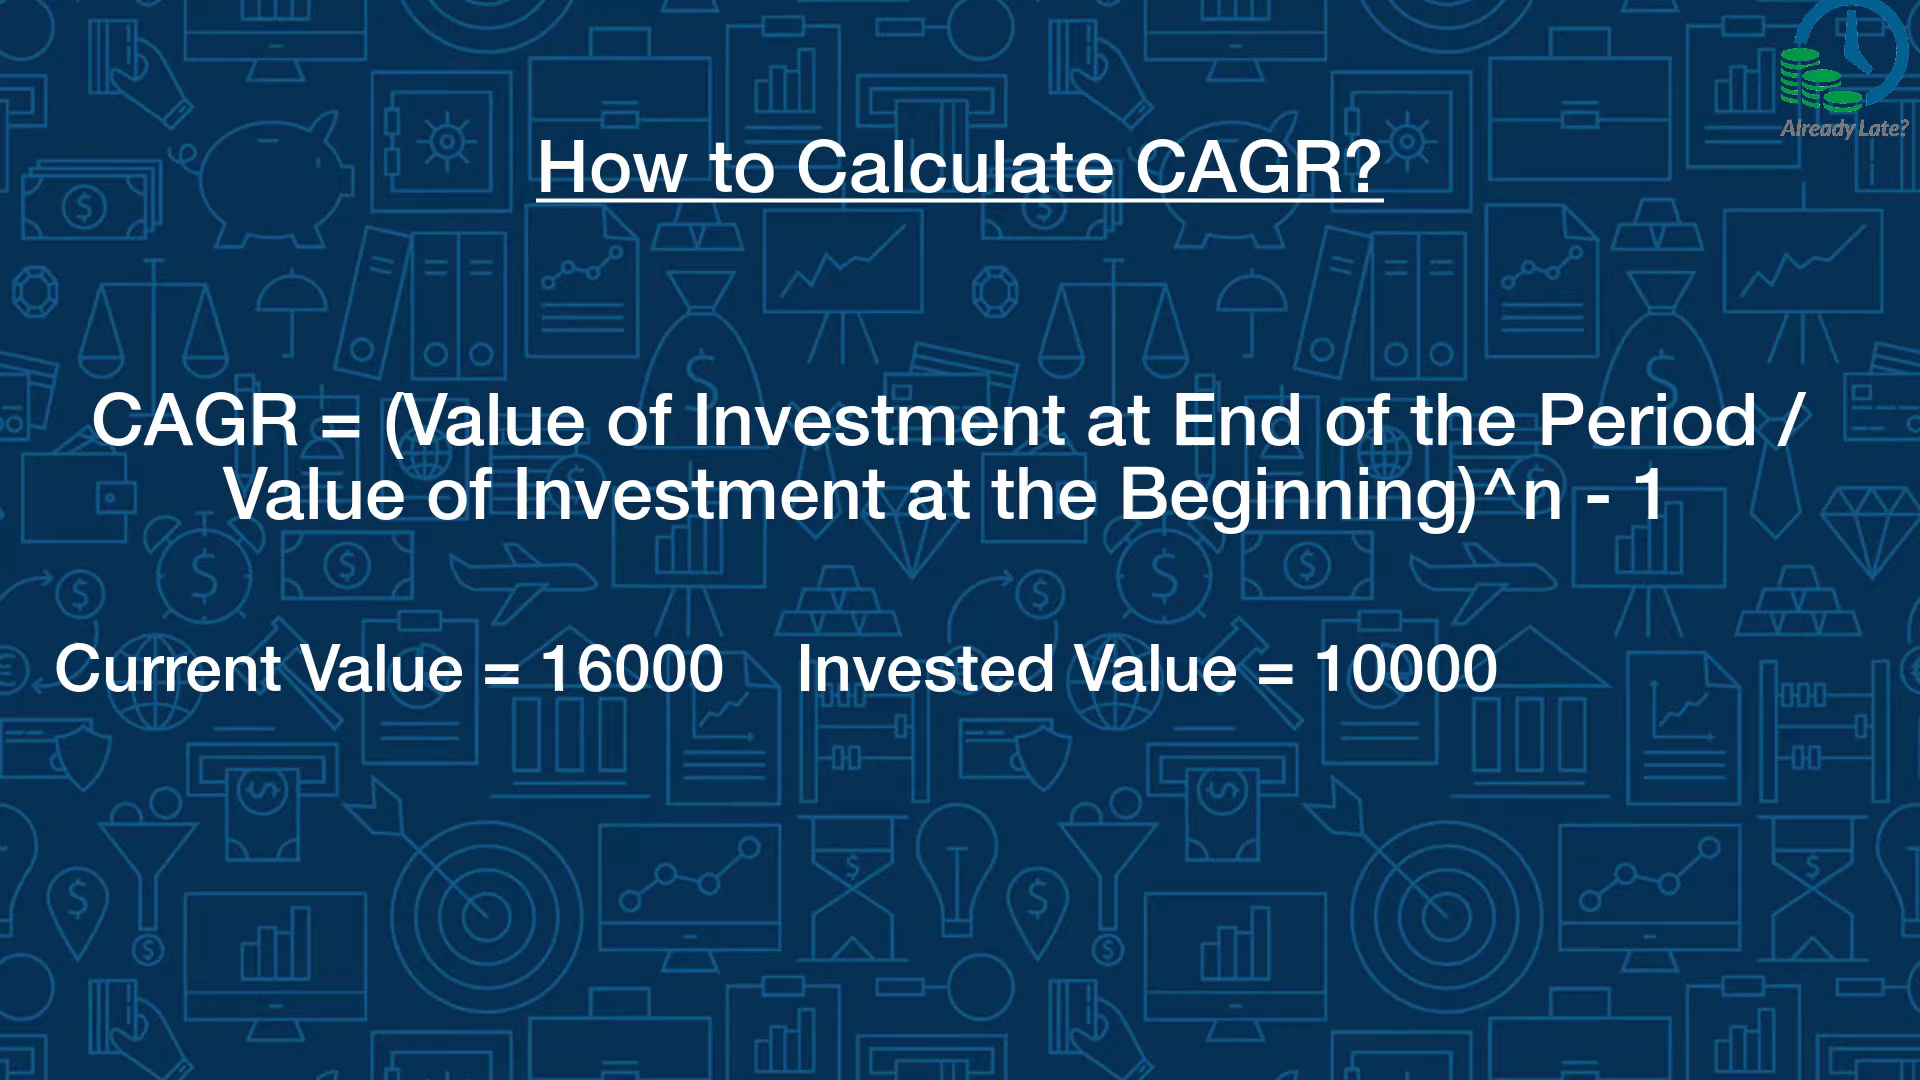 Already Late?
How to Calculate CAGR?
CAGR = (Value of Investment at End of the Period /
Value of Investment at the Beginning)^n - 1
Current Value = 16000    Invested Value = 10000